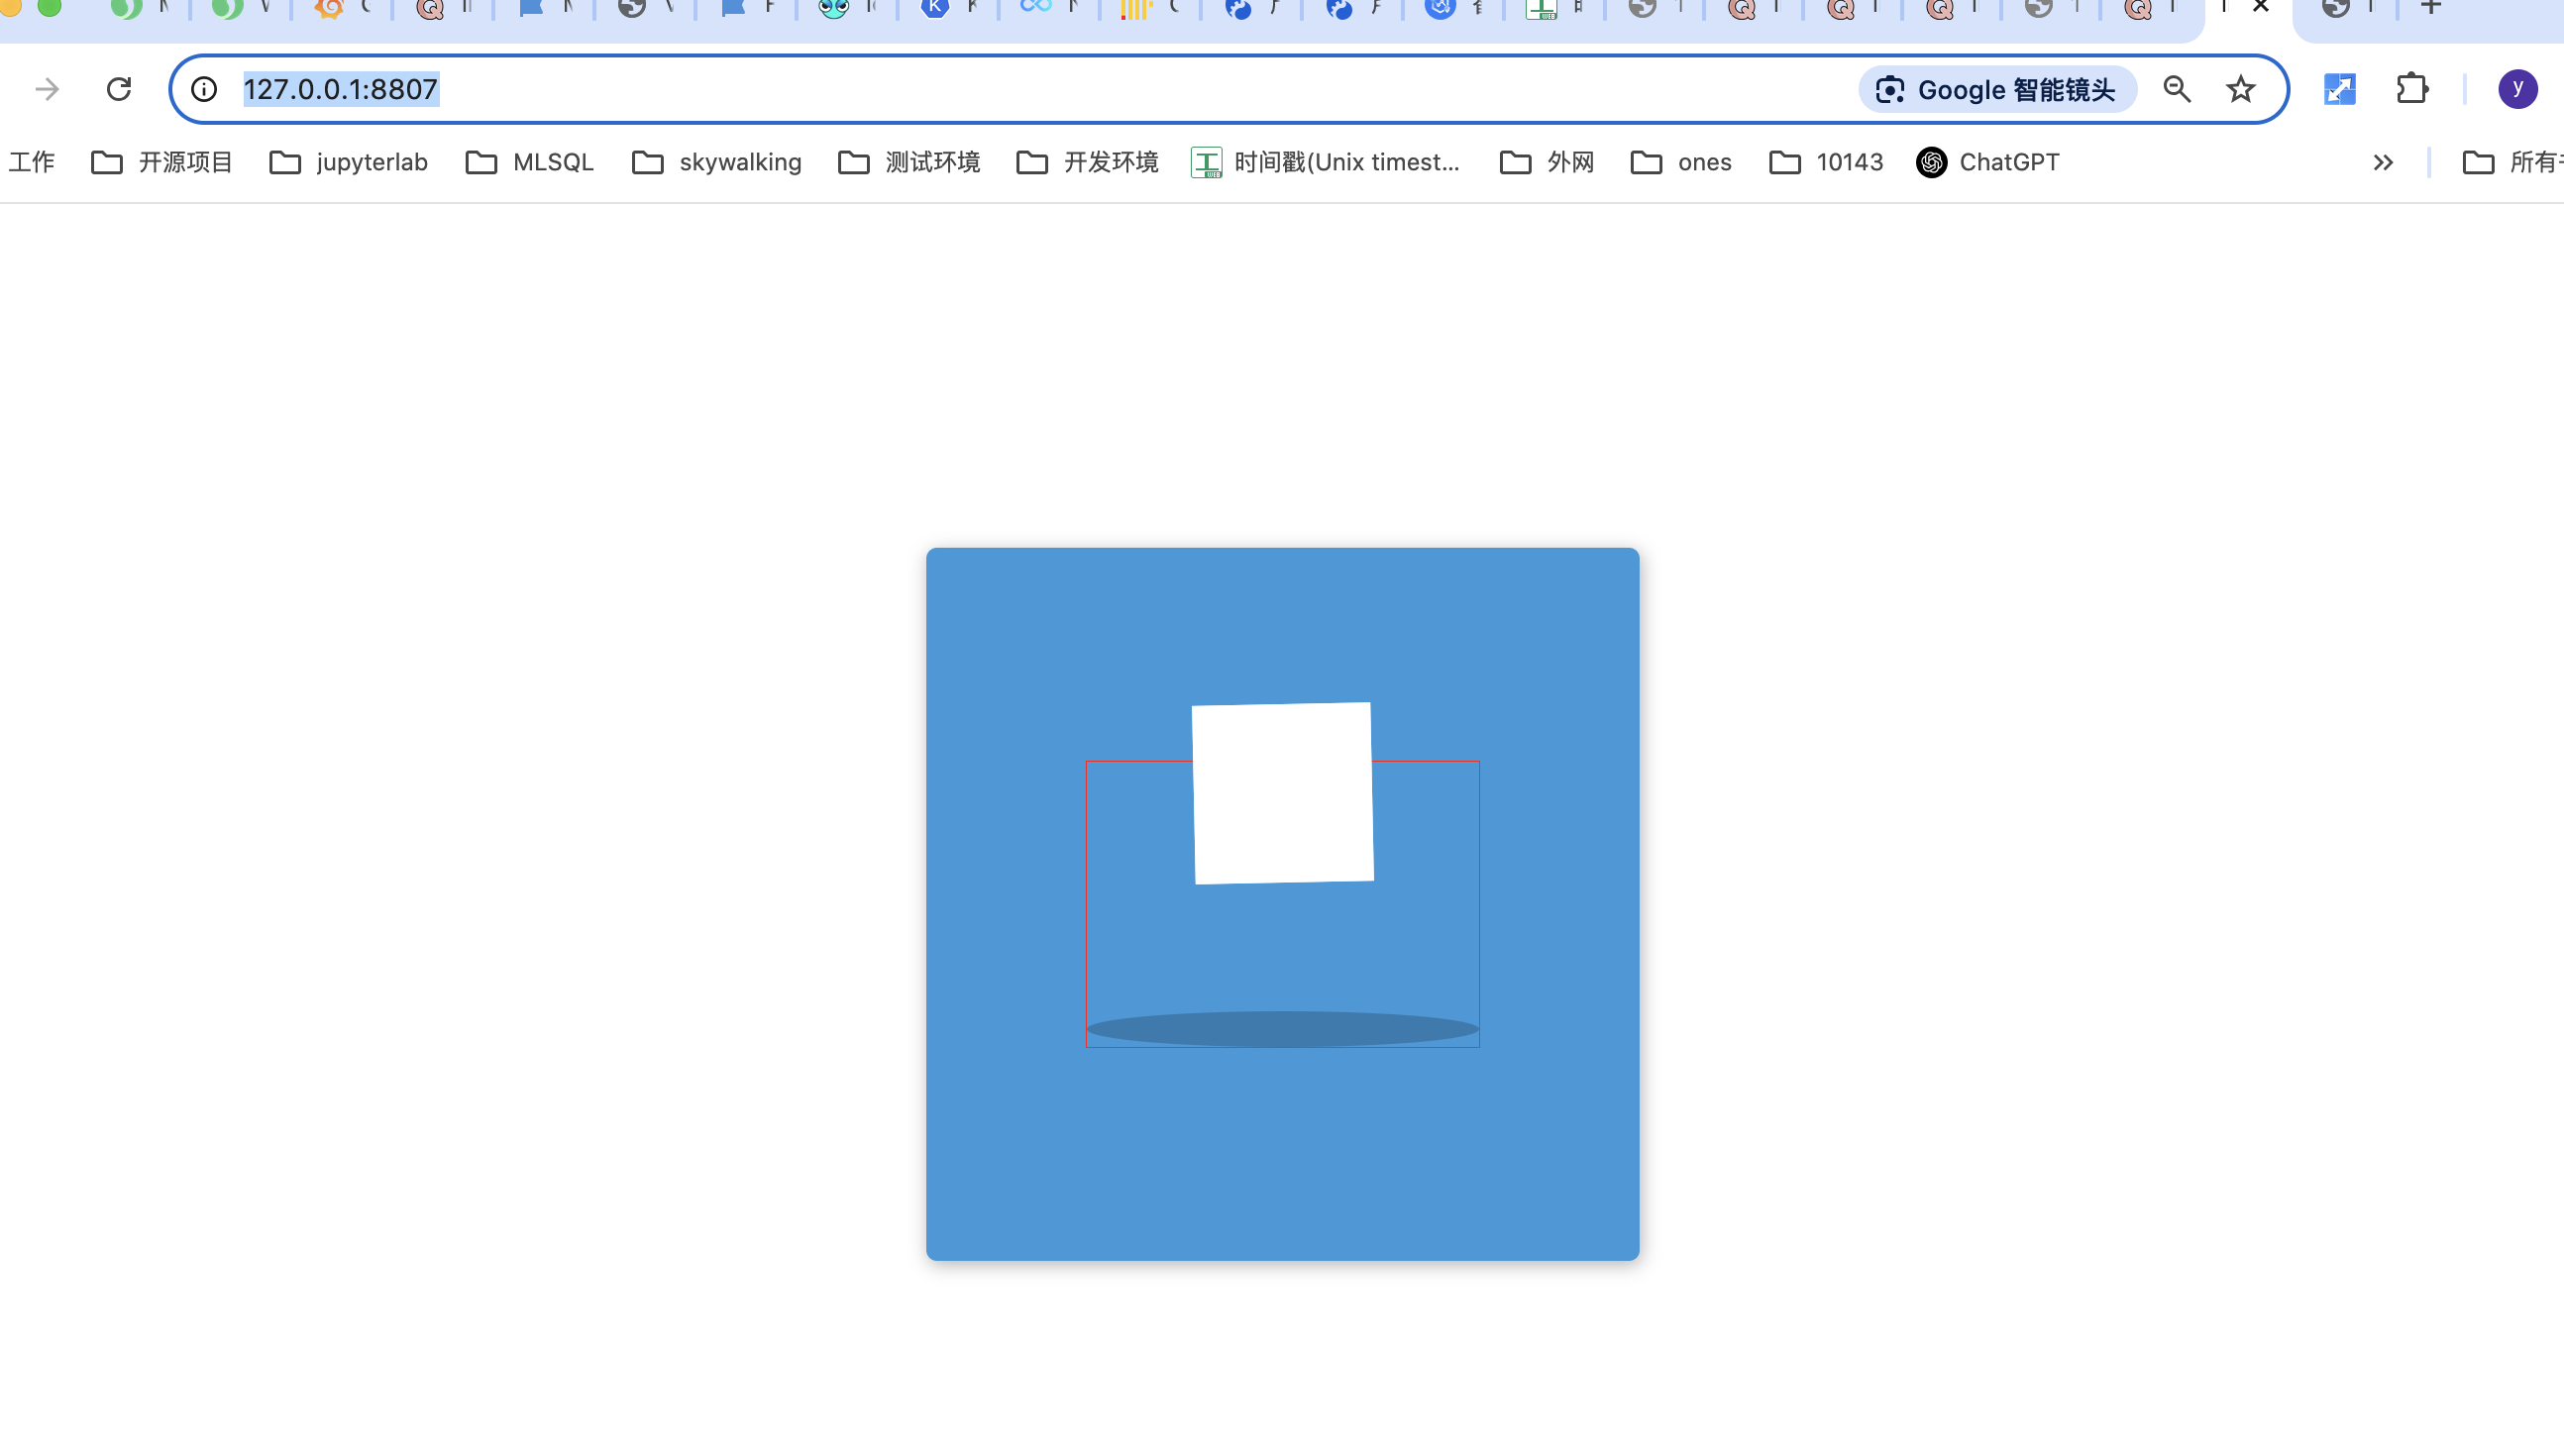 127.0.0.1:8807
Google 智能镜头
y
工作
开源项目
jupyterlab
MLSQL
skywalking
测试环境
开发环境
时间戳(Unix timest...
外网
ones
10143
ChatGPT
所有